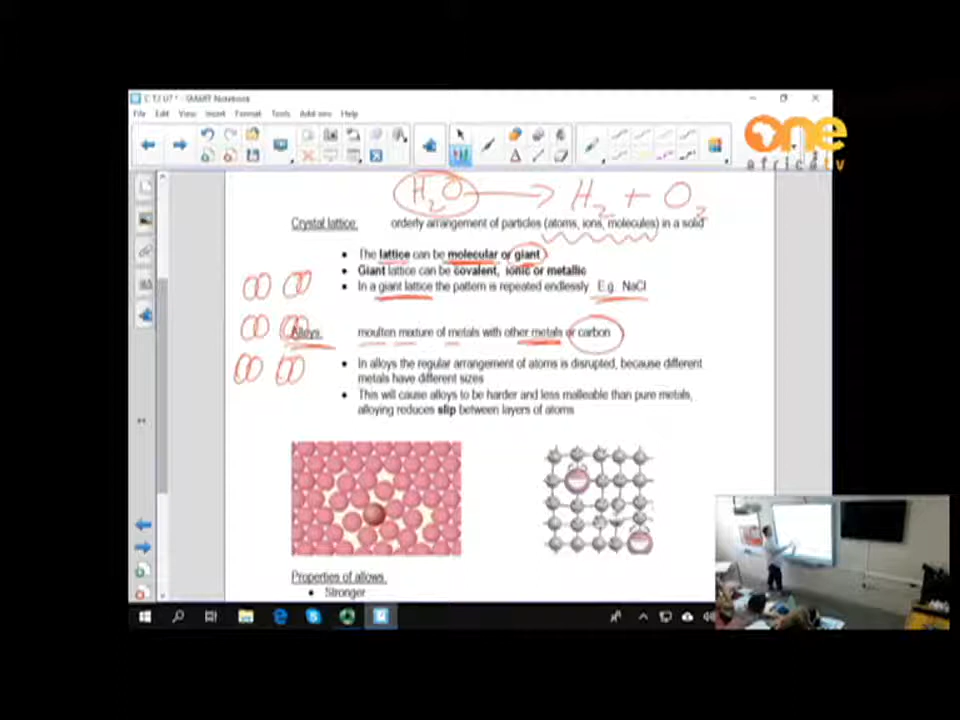 C T3 U7 * - SMART Notebook
File Edit View Insert Format Tools Add-ons Help
one
africa tv
H2O → H2 + O2
Crystal lattice orderly arrangement of particles (atoms, ions, molecules) in a solid
• The lattice can be molecular or giant
• Giant lattice can be covalent, ionic or metallic
• In a giant lattice the pattern is repeated endlessly E.g. NaCl
Alloys moulten mixture of metals with other metals or carbon
• In alloys the regular arrangement of atoms is disrupted, because different
metals have different sizes
• This will cause alloys to be harder and less malleable than pure metals,
alloying reduces slip between layers of atoms
Properties of allows
• Stronger